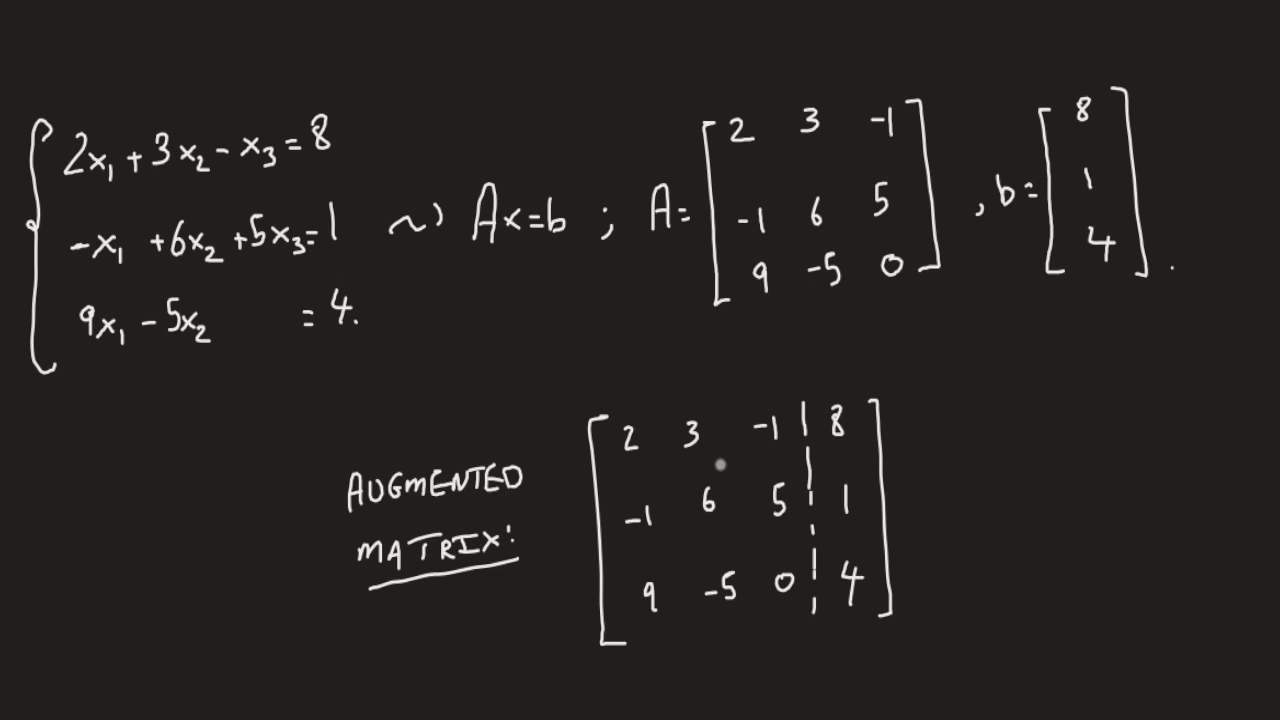 2x₁ + 3x₂ - x₃ = 8
-x₁ + 6x₂ + 5x₃ = 1 ⇝ Ax=b ; A= [2 3 -1
-1 6 5
9 -5 0] , b= [8
1
4] .
9x₁ - 5x₂ = 4.
AUGMENTED
MATRIX:
[2 3 -1 | 8
-1 6 5 | 1
9 -5 0 | 4]